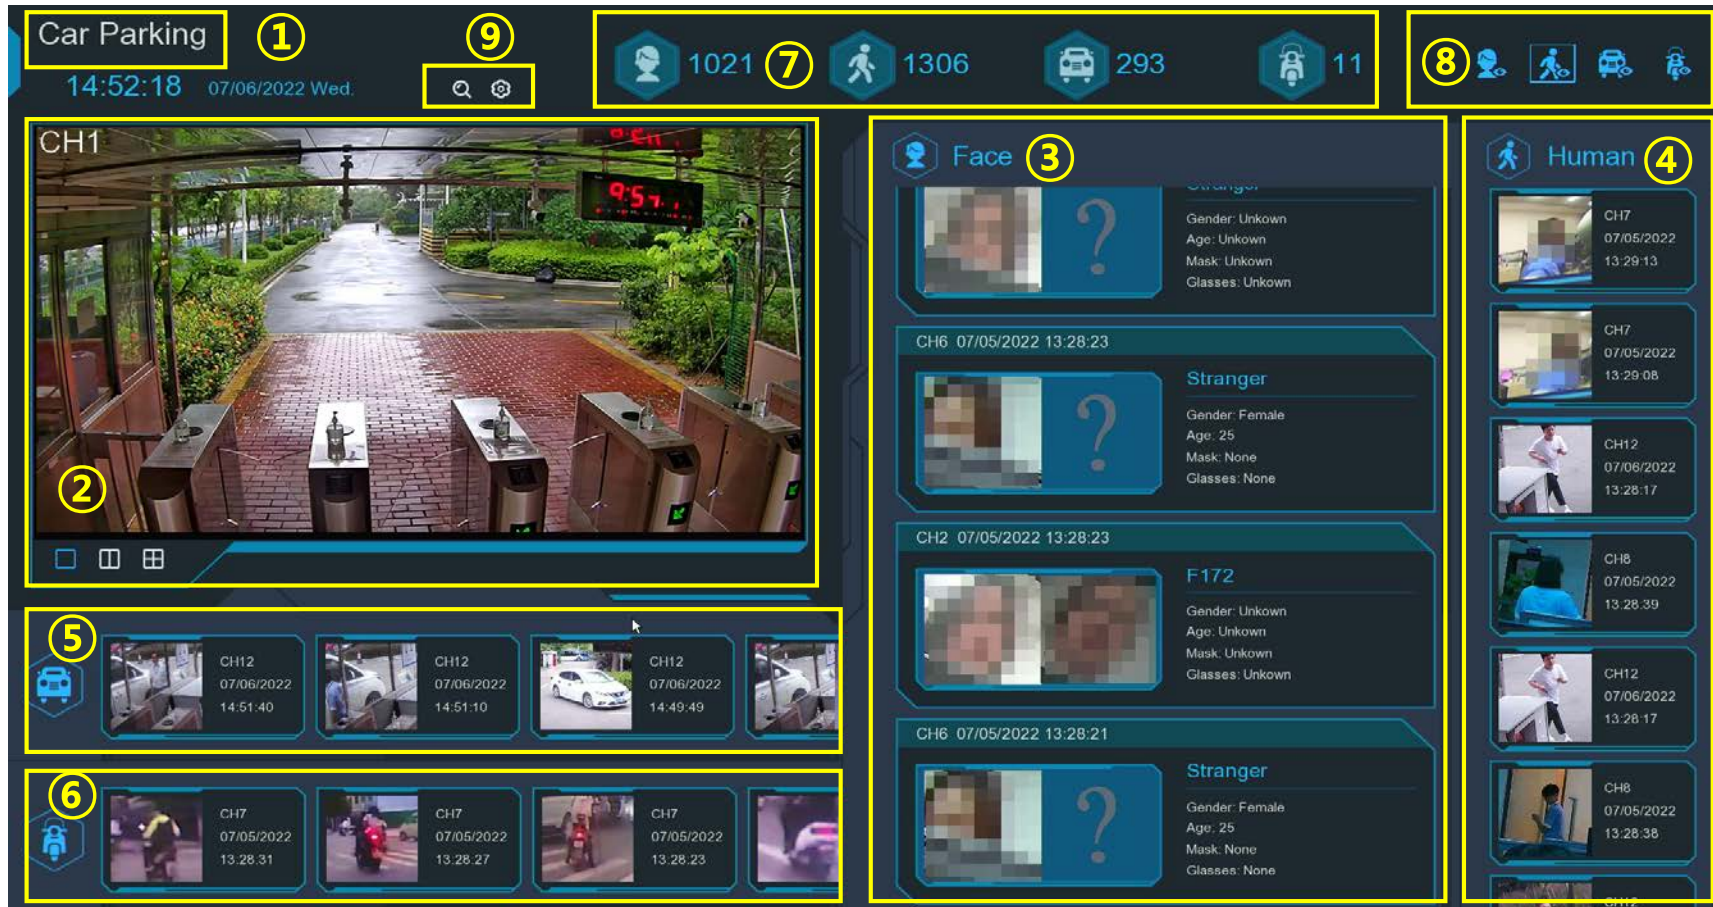 Car Parking
①
⑨
14:52:18 07/06/2022 Wed.
1021
⑦
1306
293
11
⑧
CH1
9:57
②
Face ③
Stranger
Gender: Unkown
Age: Unkown
Mask: Unkown
Glasses: Unkown
CH6 07/05/2022 13:28:23
Stranger
Gender: Female
Age: 25
Mask: None
Glasses: None
CH2 07/05/2022 13:28:23
F172
Gender: Unkown
Age: Unkown
Mask: Unkown
Glasses: Unkown
CH6 07/05/2022 13:28:21
Stranger
Gender: Female
Age: 25
Mask: None
Glasses: None
Human ④
CH7
07/05/2022
13:29:13
CH7
07/05/2022
13:29:08
CH12
07/06/2022
13:28:17
CH8
07/05/2022
13:28:39
CH12
07/06/2022
13:28:17
CH8
07/05/2022
13:28:38
CH12
⑤
CH12
07/06/2022
14:51:40
CH12
07/06/2022
14:51:10
CH12
07/06/2022
14:49:49
⑥
CH7
07/05/2022
13:28:31
CH7
07/05/2022
13:28:27
CH7
07/05/2022
13:28:23